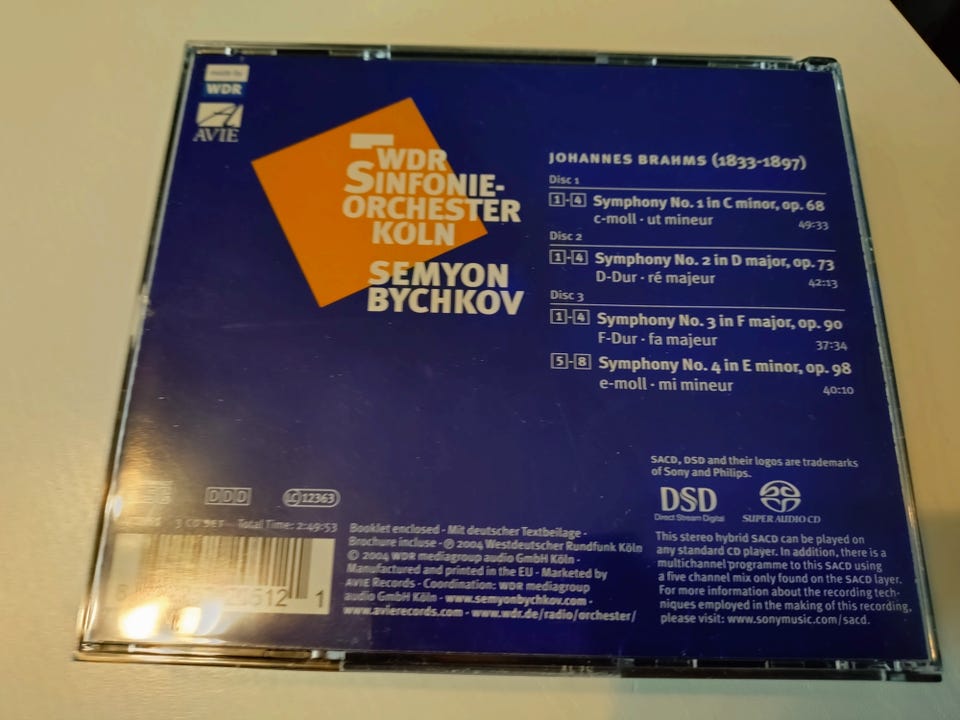 made by
WDR
AVIE
WDR
SINFONIE-
ORCHESTER
KÖLN
SEMYON
BYCHKOV
JOHANNES BRAHMS (1833-1897)
Disc 1
1-4 Symphony No. 1 in C minor, op. 68
c-moll · ut mineur 49:33
Disc 2
1-4 Symphony No. 2 in D major, op. 73
D-Dur · ré majeur 42:13
Disc 3
1-4 Symphony No. 3 in F major, op. 90
F-Dur · fa majeur 37:34
5-8 Symphony No. 4 in E minor, op. 98
e-moll · mi mineur 40:10
SACD, DSD and their logos are trademarks
of Sony and Philips.
DSD
Direct Stream Digital
SUPER AUDIO CD
This stereo hybrid SACD can be played on
any standard CD player. In addition, there is a
multichannel programme to this SACD using
a five channel mix only found on the SACD layer.
For more information about the recording tech-
niques employed in the making of this recording,
please visit: www.sonymusic.com/sacd.
DDD
LC 12363
3 CD SET Total Time: 2:49:53
Booklet enclosed · Mit deutscher Textbeilage ·
Brochure incluse · ℗ 2004 Westdeutscher Rundfunk Köln
© 2004 WDR mediagroup audio GmbH Köln ·
Manufactured and printed in the EU · Marketed by
AVIE Records · Coordination: WDR mediagroup
audio GmbH Köln · www.semyonbychkov.com ·
www.avierecords.com · www.wdr.de/radio/orchester/
512 1